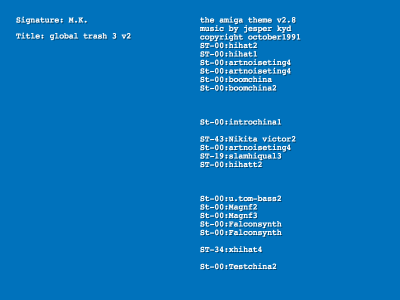 Signature: M.K.
Title: global trash 3 v2
the amiga theme v2.8
music by jesper kyd
copyright october1991
ST-00:hihat2
ST-00:hihat1
St-00:artnoiseting4
St-00:artnoiseting4
St-00:boomchina
St-00:boomchina2
St-00:introchina1
ST-43:Nikita victor2
St-00:artnoiseting4
ST-19:slamhiqual3
ST-00:hihatt2
St-00:u.tom-bass2
St-00:Magnf2
St-00:Magnf3
St-00:Falconsynth
St-00:Falconsynth
ST-34:xhihat4
St-00:Testchina2